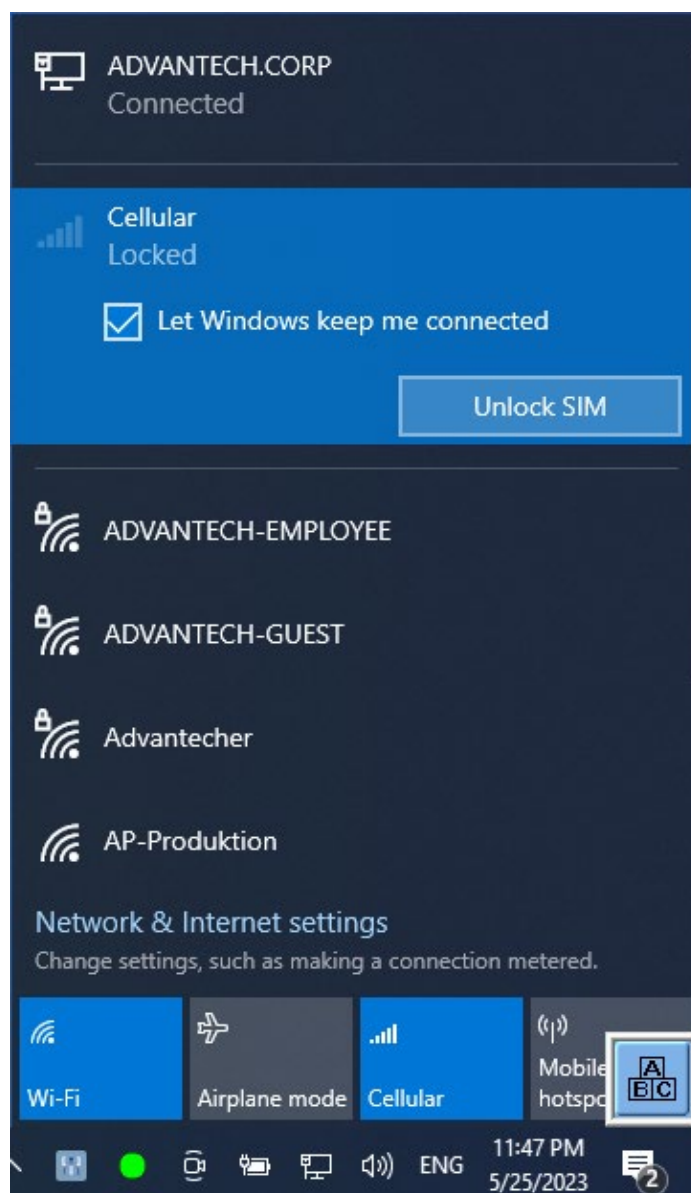 ADVANTECH.CORP
Connected
Cellular
Locked
Let Windows keep me connected
Unlock SIM
ADVANTECH-EMPLOYEE
ADVANTECH-GUEST
Advantecher
AP-Produktion
Network & Internet settings
Change settings, such as making a connection metered.
Wi-Fi
Airplane mode
Cellular
Mobile
A
B C
ENG
11:47 PM
5/25/2023
2